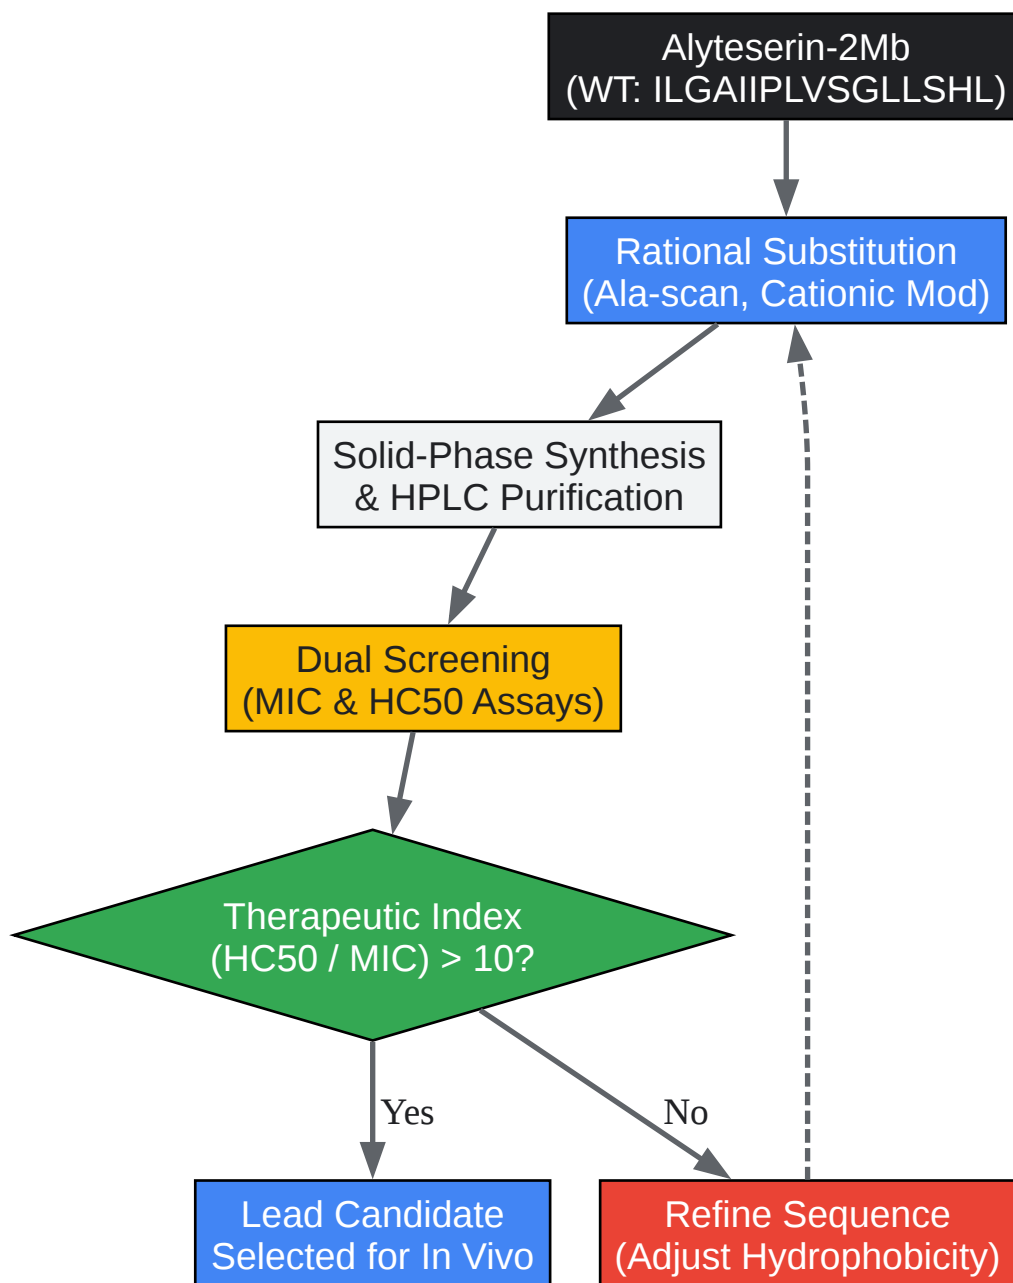 Alyteserin-2Mb
(WT: ILGAIIPLVSGLLSHL)
Rational Substitution
(Ala-scan, Cationic Mod)
Solid-Phase Synthesis
& HPLC Purification
Dual Screening
(MIC & HC50 Assays)
Therapeutic Index
(HC50 / MIC) > 10?
Yes
No
Lead Candidate
Selected for In Vivo
Refine Sequence
(Adjust Hydrophobicity)